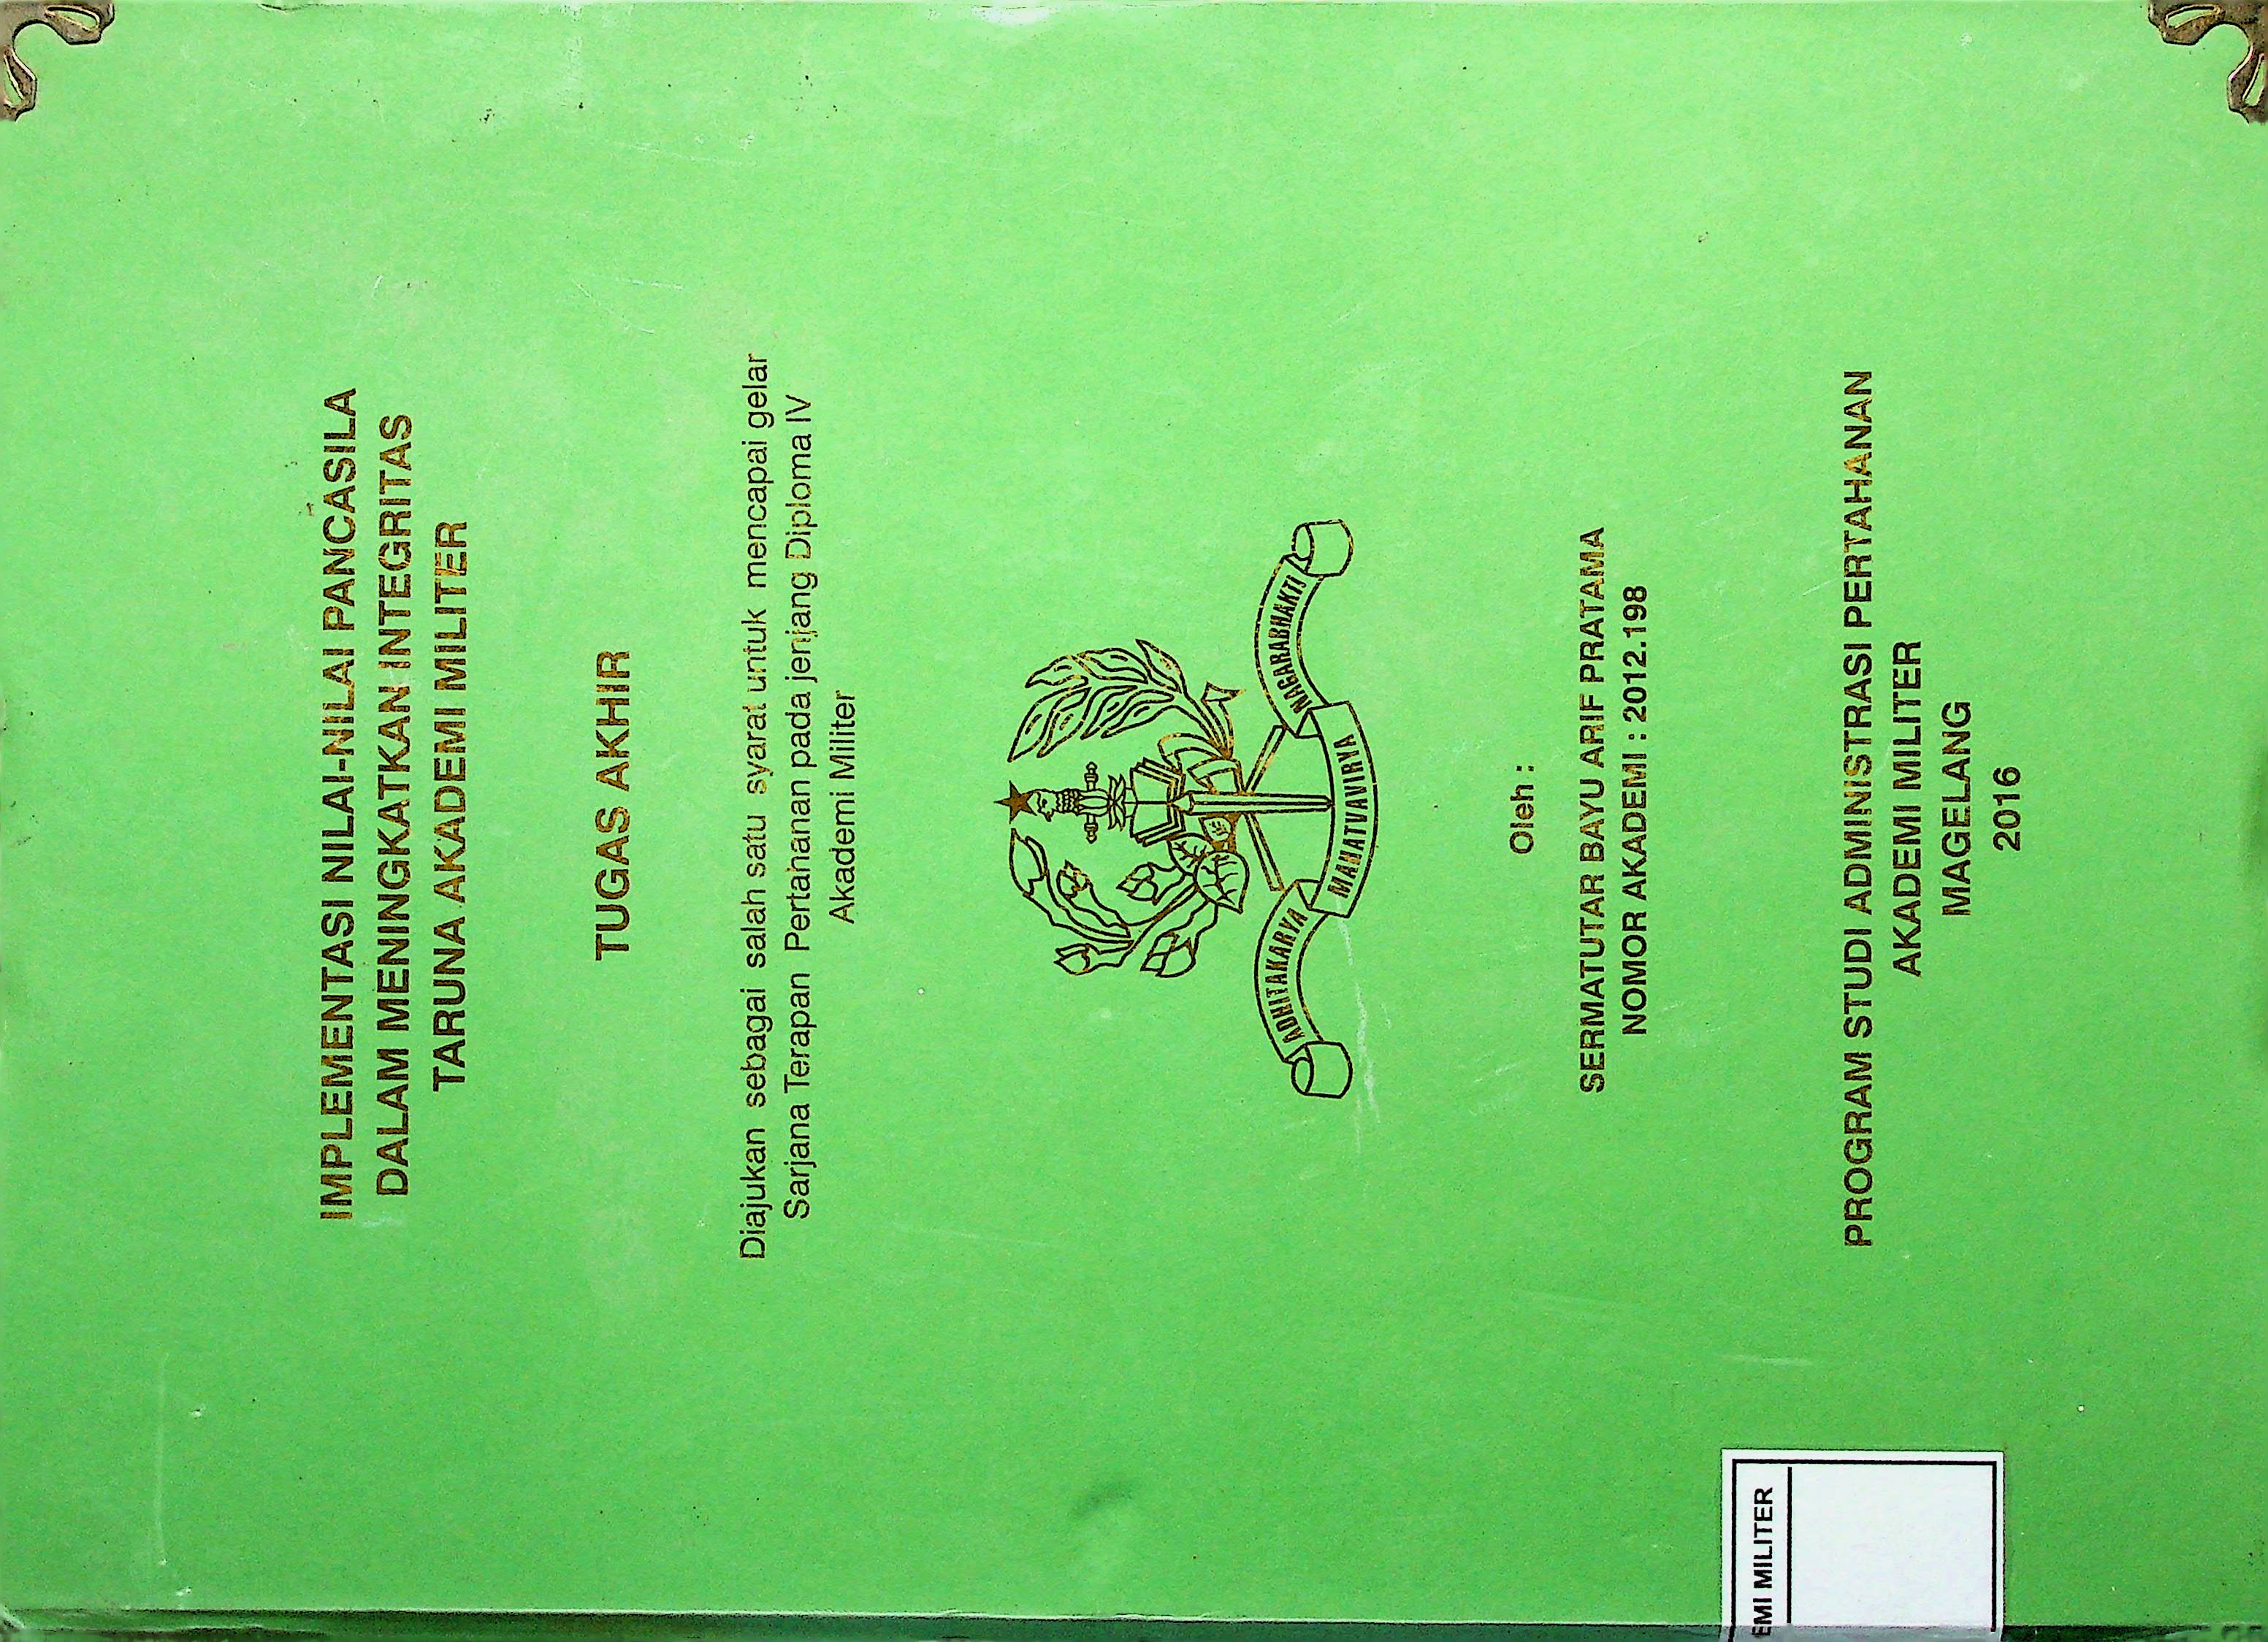 IMPLEMENTASI NILAI-NILAI PANCASILA
DALAM MENINGKATKAN INTEGRITAS
TARUNA AKADEMI MILITER
TUGAS AKHIR
Diajukan sebagai salah satu syarat untuk mencapai gelar
Sarjana Terapan Pertahanan pada jenjang Diploma IV
Akademi Militer
ADHITAKARYA MAHATVAVIRYA NAGARABHAKTI
Oleh :
SERMATUTAR BAYU ARIF PRATAMA
NOMOR AKADEMI : 2012.198
PROGRAM STUDI ADMINISTRASI PERTAHANAN
AKADEMI MILITER
MAGELANG
2016
EMI MILITER